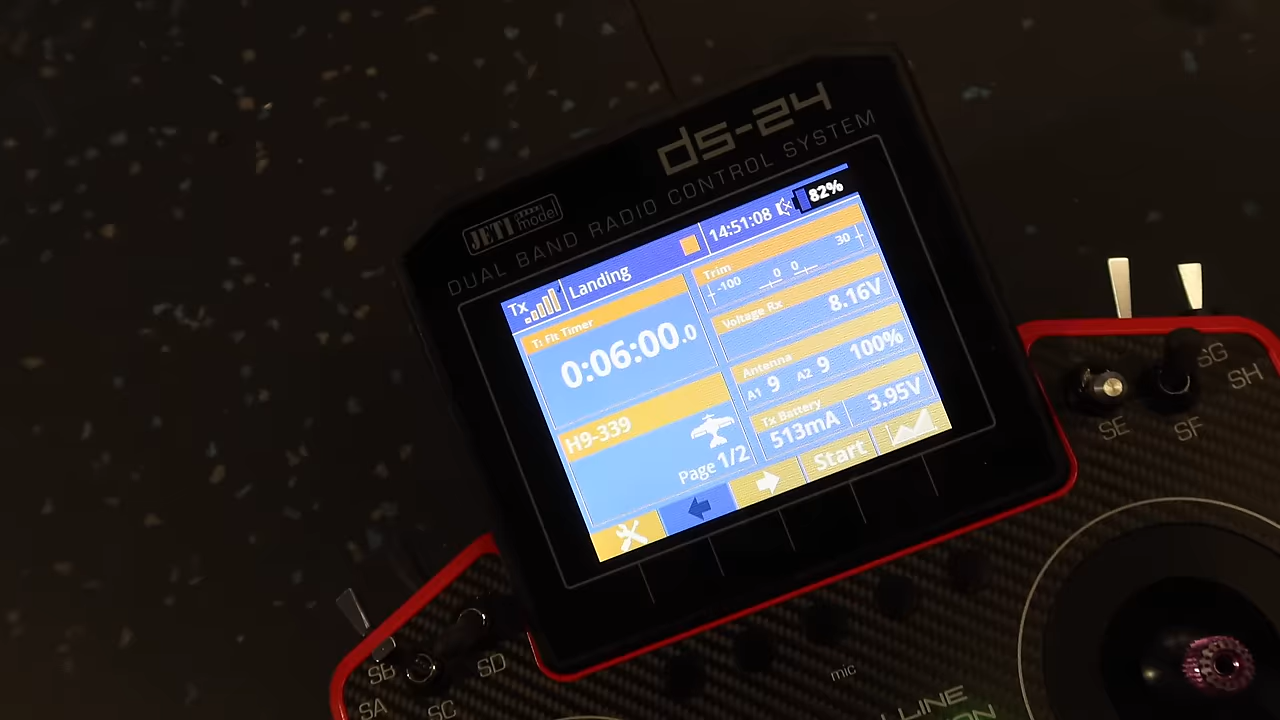 ds-24
JETI model
DUAL BAND RADIO CONTROL SYSTEM
Tx Landing 14:51:08 82%
T: Flt Timer
0:06:00.0
H9-339
Page 1/2
Trim
-100 0 0 30
Voltage Rx
8.16V
Antenna
A1 9 A2 9 100%
Tx Battery
513mA 3.95V
Start
SG
SH
SE
SF
SB
SD
SA
SC
mic
LINE